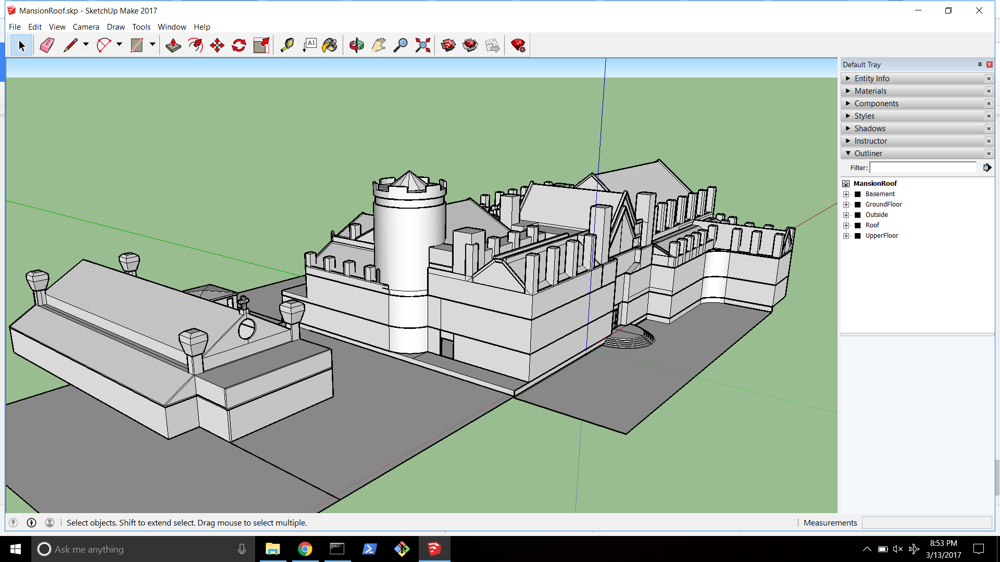 MansionRoof.skp - SketchUp Make 2017
File Edit View Camera Draw Tools Window Help
A1
Default Tray
Entity Info
Materials
Components
Styles
Shadows
Instructor
Outliner
Filter:
MansionRoof
Basement
GroundFloor
Outside
Roof
UpperFloor
Select objects. Shift to extend select. Drag mouse to select multiple.
Measurements
Ask me anything
8:53 PM
3/13/2017